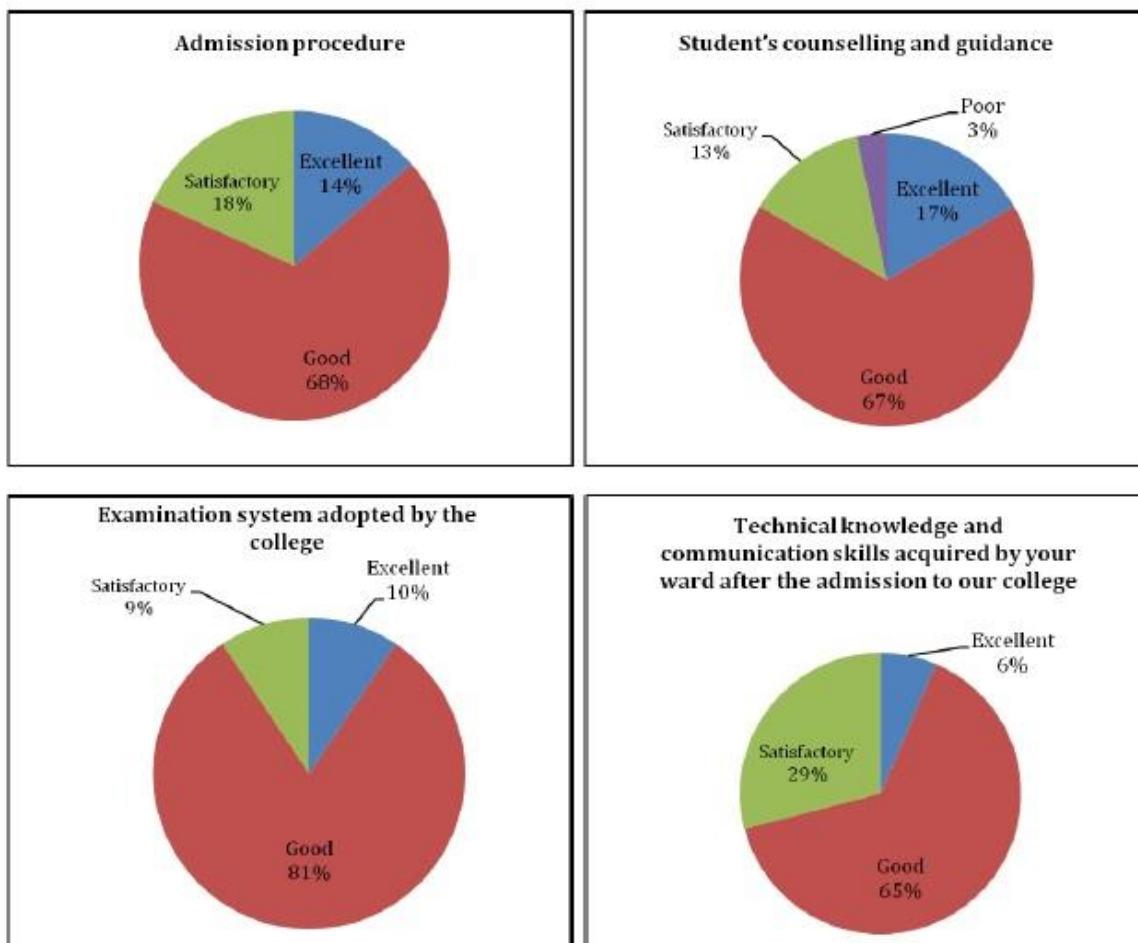 Admission procedure
Excellent
14%
Satisfactory
18%
Good
68%
Student's counselling and guidance
Poor
3%
Satisfactory
13%
Excellent
17%
Good
67%
Examination system adopted by the
college
Excellent
10%
Satisfactory
9%
Good
81%
Technical knowledge and
communication skills acquired by your
ward after the admission to our college
Excellent
6%
Satisfactory
29%
Good
65%